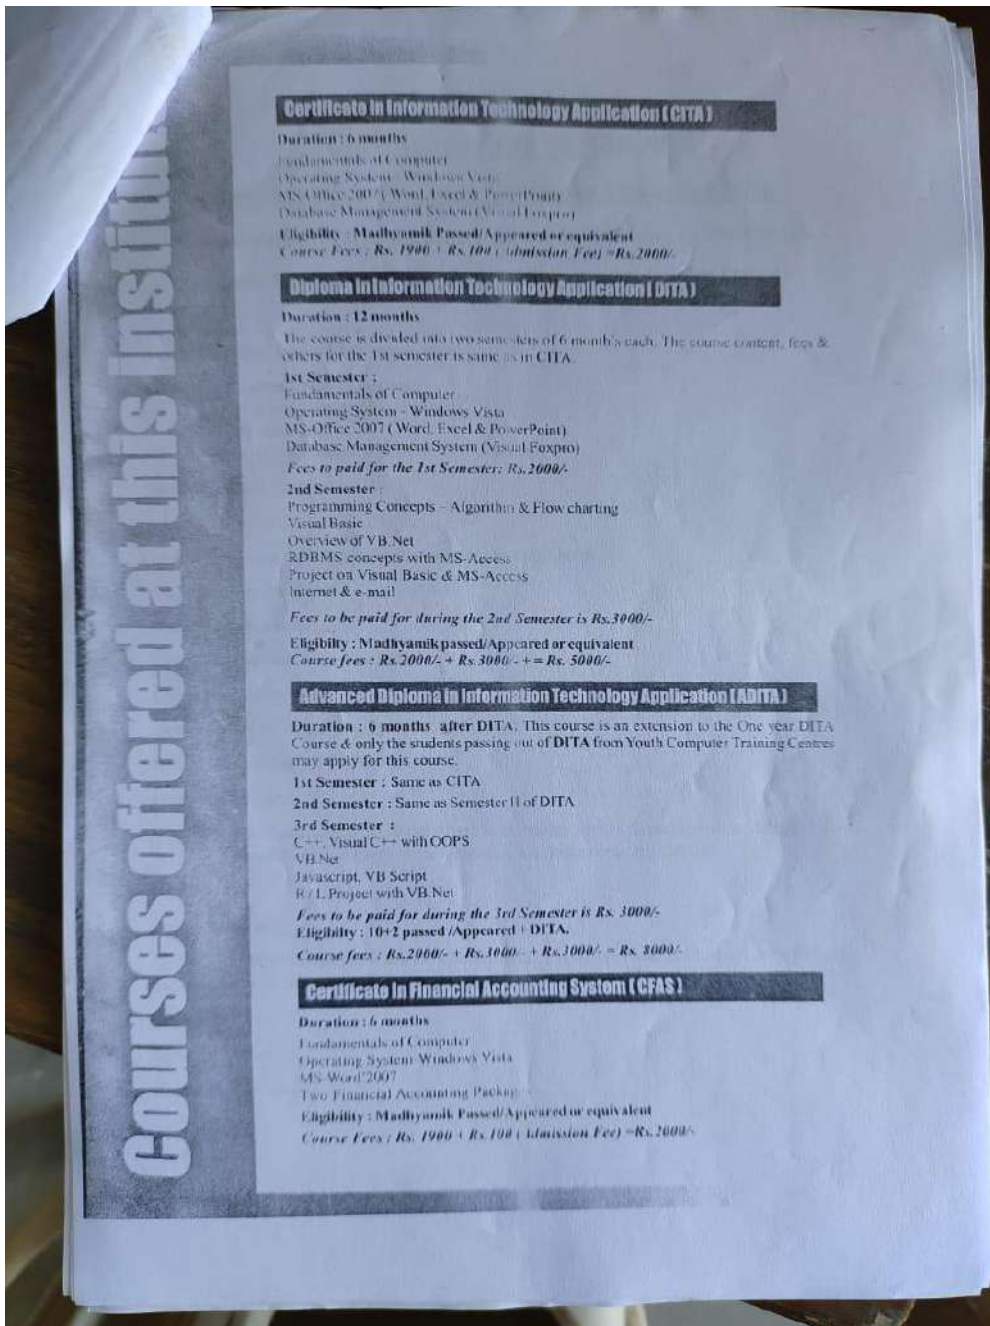 Courses offered at this institu
Certificate in Information Technology Application ( CITA )
Duration : 6 months
Fundamentals of Computer
Operating System - Windows Vista
MS-Office 2007 ( Word, Excel & PowerPoint)
Database Management System (Visual Foxpro)
Eligibility : Madhyamik Passed/Appeared or equivalent
Course Fees : Rs. 1900 + Rs.100 ( Admission Fee) =Rs.2000/-
Diploma in Information Technology Application ( DITA )
Duration : 12 months
The course is divided into two semesters of 6 month's each. The course content, fees &
others for the 1st semester is same as in CITA.
1st Semester :
Fundamentals of Computer
Operating System - Windows Vista
MS-Office 2007 ( Word, Excel & PowerPoint)
Database Management System (Visual Foxpro)
Fees to paid for the 1st Semester: Rs.2000/-
2nd Semester :
Programming Concepts - Algorithm & Flow charting
Visual Basic
Overview of VB.Net
RDBMS concepts with MS-Access
Project on Visual Basic & MS-Access
Internet & e-mail
Fees to be paid for during the 2nd Semester is Rs.3000/-
Eligibilty : Madhyamik passed/Appeared or equivalent
Course fees : Rs.2000/- + Rs.3000/- + = Rs. 5000/-
Advanced Diploma in Information Technology Application ( ADITA )
Duration : 6 months after DITA. This course is an extension to the One year DITA
Course & only the students passing out of DITA from Youth Computer Training Centres
may apply for this course.
1st Semester : Same as CITA
2nd Semester : Same as Semester II of DITA
3rd Semester :
C++, Visual C++ with OOPS
VB.Net
Javascript, VB Script
R / L Project with VB.Net
Fees to be paid for during the 3rd Semester is Rs. 3000/-
Eligibilty : 10+2 passed /Appeared + DITA.
Course fees : Rs.2000/- + Rs.3000/- + Rs.3000/- = Rs. 8000/-
Certificate in Financial Accounting System ( CFAS )
Duration : 6 months
Fundamentals of Computer
Operating System-Windows Vista
MS-Word'2007
Two Financial Accounting Package
Eligibility : Madhyamik Passed/Appeared or equivalent
Course Fees : Rs. 1900 + Rs.100 ( Admission Fee) =Rs.2000/-